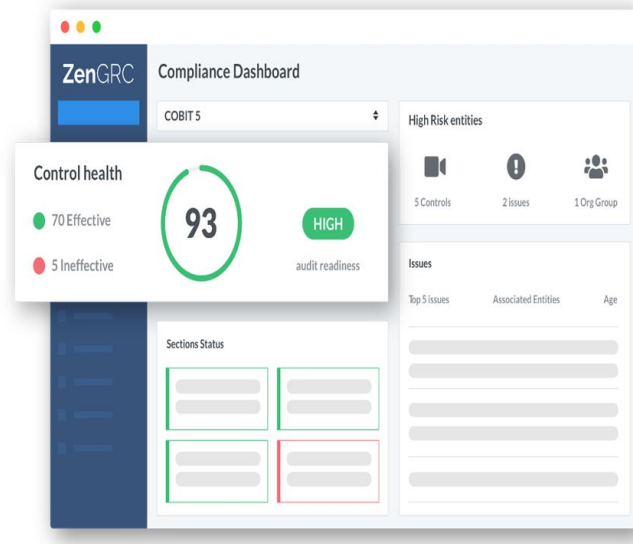 ZenGRC
Compliance Dashboard
COBIT 5
Control health
70 Effective
5 Ineffective
93
HIGH
audit readiness
Sections Status
High Risk entities
5 Controls
2 issues
1 Org Group
Issues
Top 5 issues
Associated Entities
Age